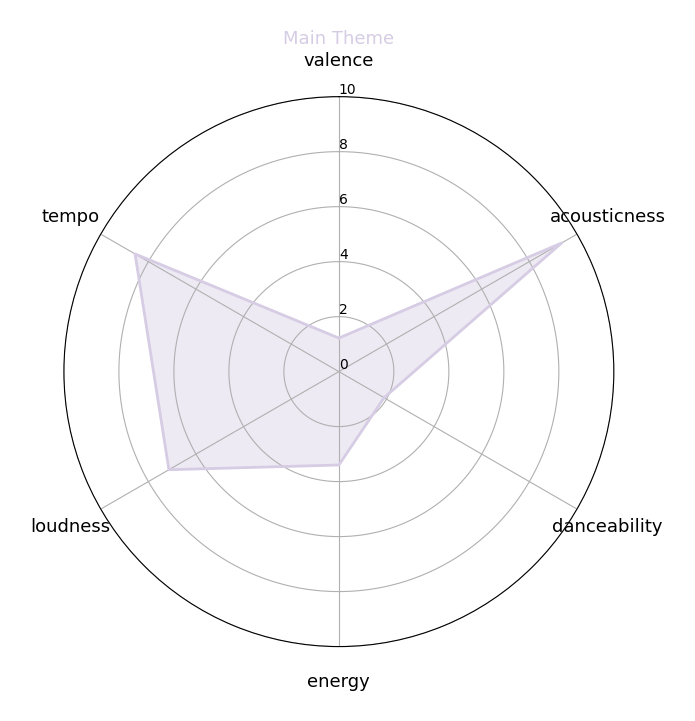 Main Theme
valence
10
8
tempo
acousticness
6
4
2
0
loudness
danceability
energy